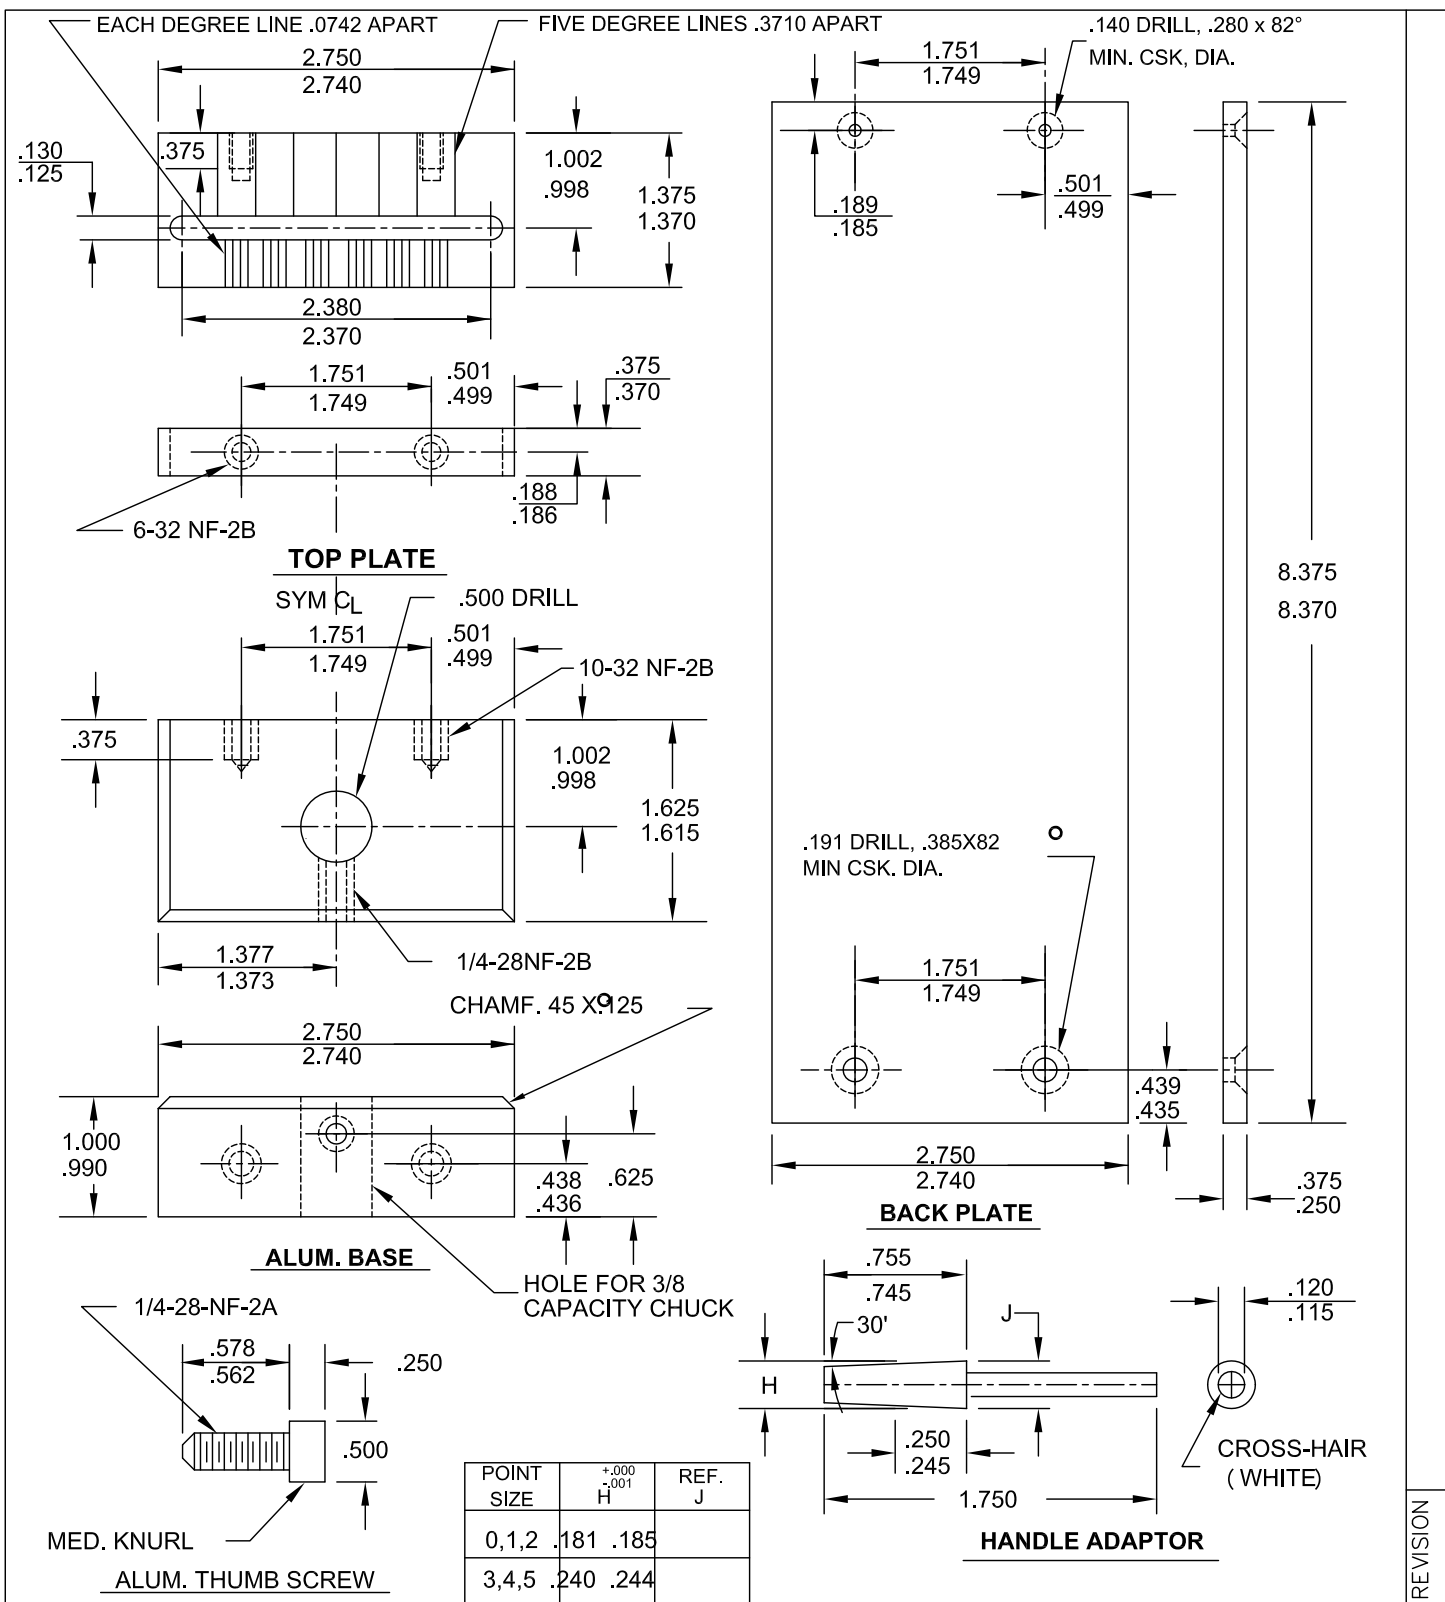 EACH DEGREE LINE .0742 APART
FIVE DEGREE LINES .3710 APART
2.750
2.740
.130
.125
.375
1.002
.998
1.375
1.370
2.380
2.370
1.751
1.749
.501
.499
.375
.370
.188
.186
6-32 NF-2B
TOP PLATE
SYM CL
.500 DRILL
1.751
1.749
.501
.499
10-32 NF-2B
.375
1.002
.998
1.625
1.615
1.377
1.373
1/4-28NF-2B
CHAMF. 45 X.125
2.750
2.740
1.000
.990
.438
.436
.625
ALUM. BASE
HOLE FOR 3/8
CAPACITY CHUCK
1/4-28-NF-2A
.578
.562
.250
.500
MED. KNURL
ALUM. THUMB SCREW
1.751
1.749
.140 DRILL, .280 x 82°
MIN. CSK, DIA.
.189
.185
.501
.499
8.375
8.370
.191 DRILL, .385X82
MIN CSK. DIA.
1.751
1.749
.439
.435
2.750
2.740
.375
.250
BACK PLATE
.755
.745
30'
J
H
.250
.245
1.750
.120
.115
CROSS-HAIR
( WHITE)
HANDLE ADAPTOR
POINT SIZE +.000 -.001 H REF. J
0,1,2 .181 .185
3,4,5 .240 .244
REVISION